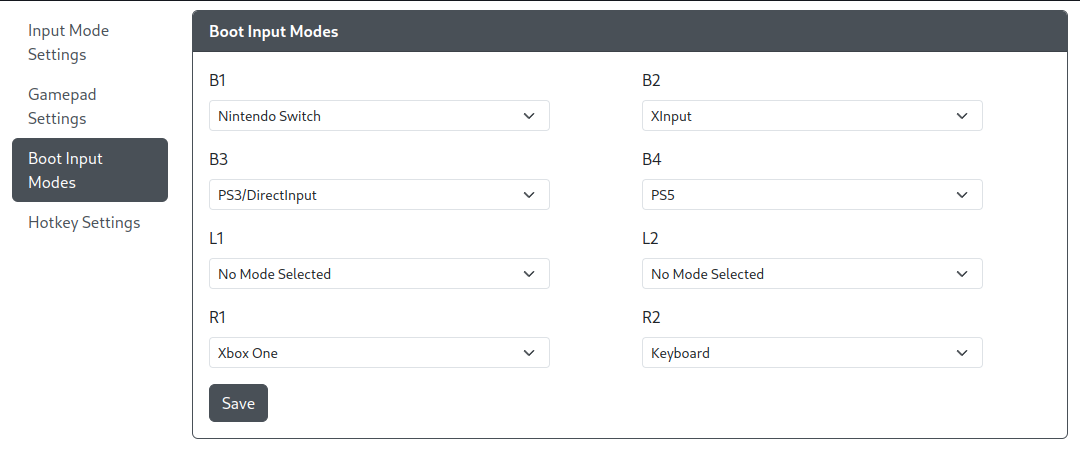 Input Mode
Settings
Gamepad
Settings
Boot Input
Modes
Hotkey Settings
Boot Input Modes
B1
B2
Nintendo Switch
XInput
B3
B4
PS3/DirectInput
PS5
L1
L2
No Mode Selected
No Mode Selected
R1
R2
Xbox One
Keyboard
Save